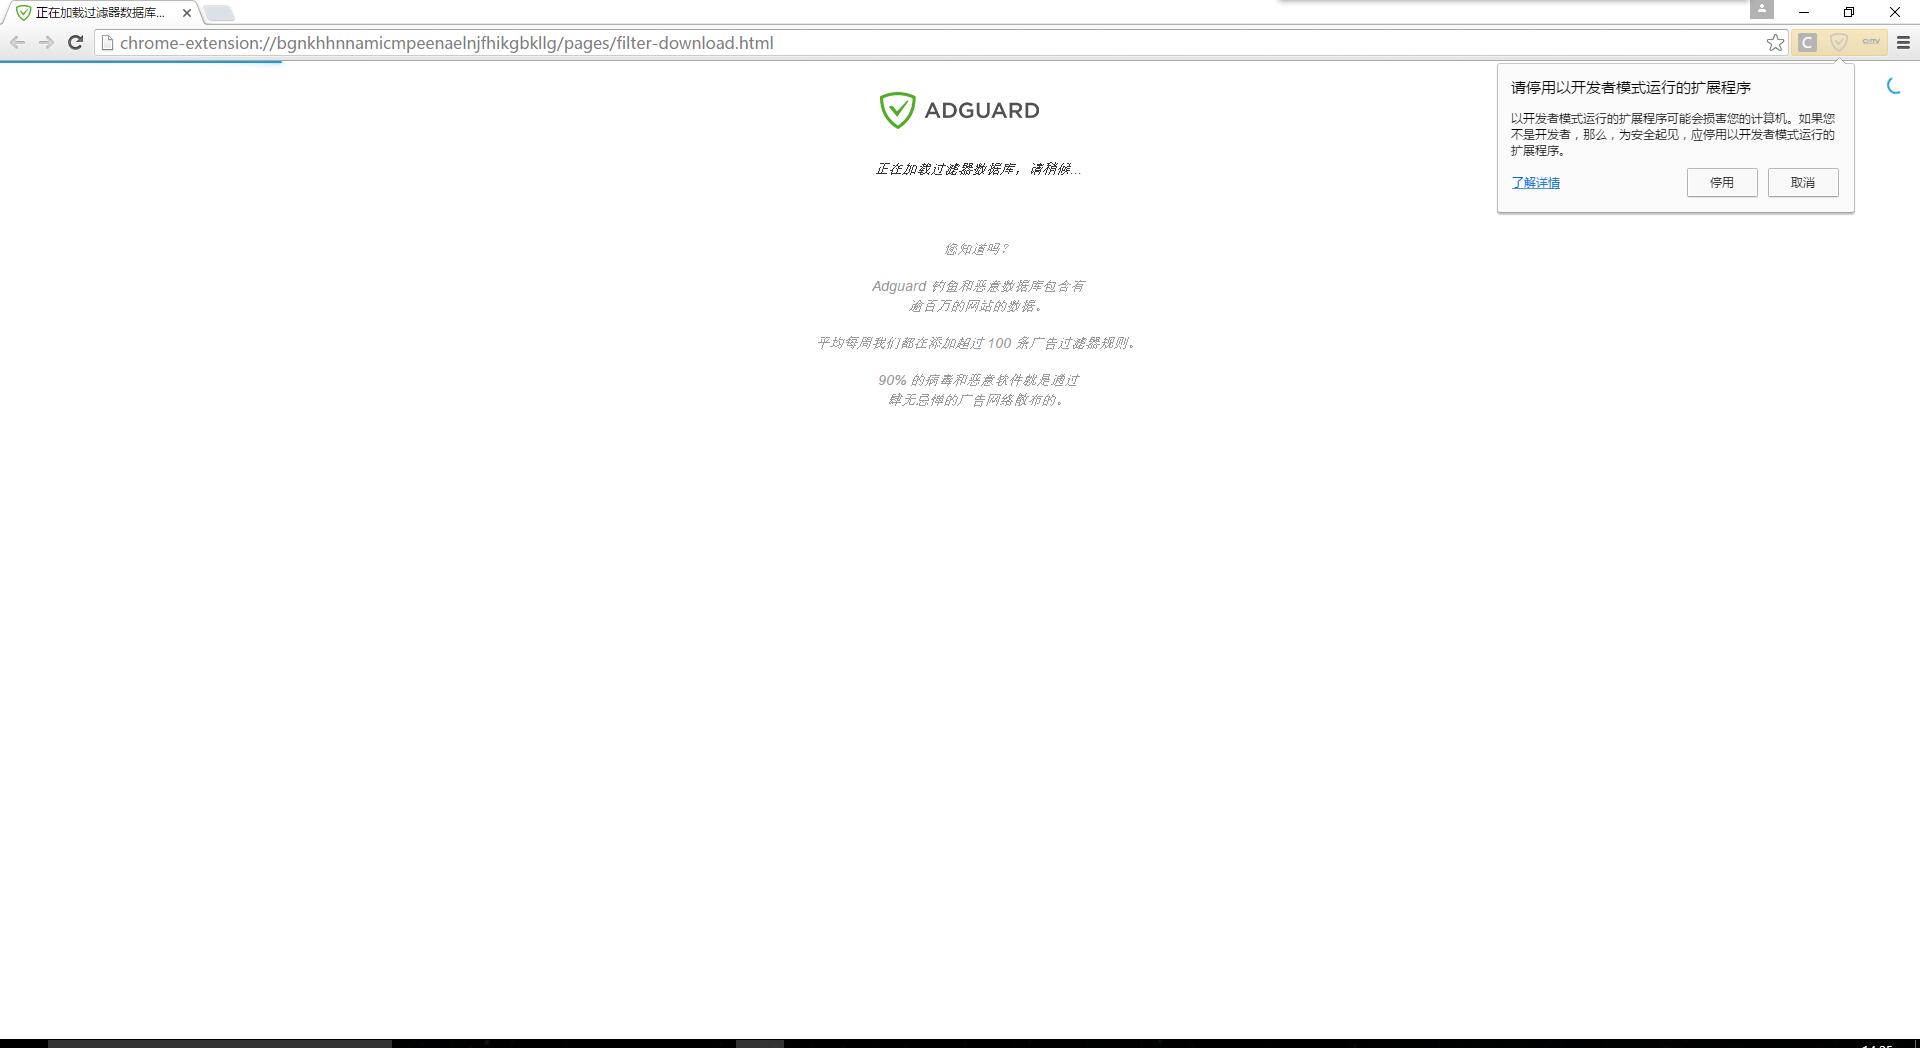 正在加载过滤器数据库...
chrome-extension://bgnkhhnnamicmpeenaelnjfhikgbkllg/pages/filter-download.html
C
ADGUARD
正在加载过滤器数据库，请稍候...
您知道吗？
Adguard 钓鱼和恶意数据库包含有
逾百万的网站的数据。
平均每周我们都在添加超过 100 条广告过滤器规则。
90% 的病毒和恶意软件就是通过
肆无忌惮的广告网络散布的。
请停用以开发者模式运行的扩展程序
以开发者模式运行的扩展程序可能会损害您的计算机。如果您
不是开发者，那么，为安全起见，应停用以开发者模式运行的
扩展程序。
了解详情
停用
取消